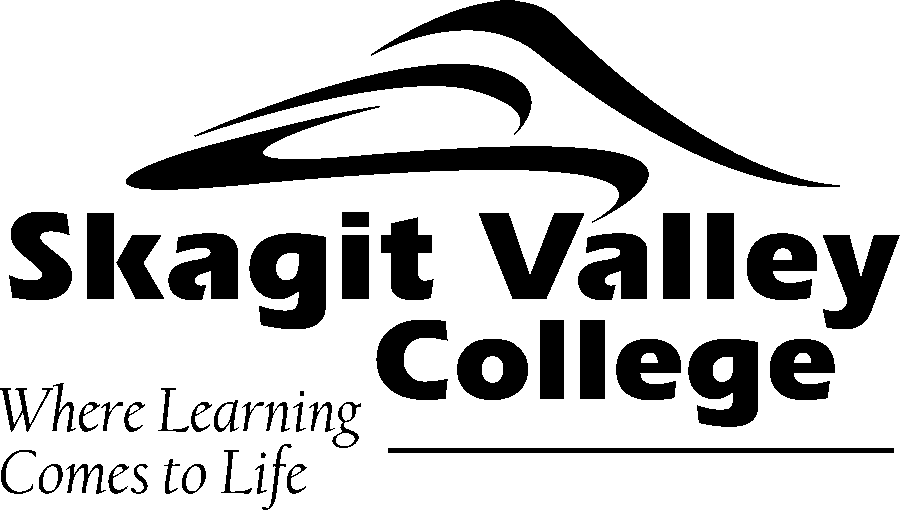 Skagit Valley
College
Where Learning
Comes to Life